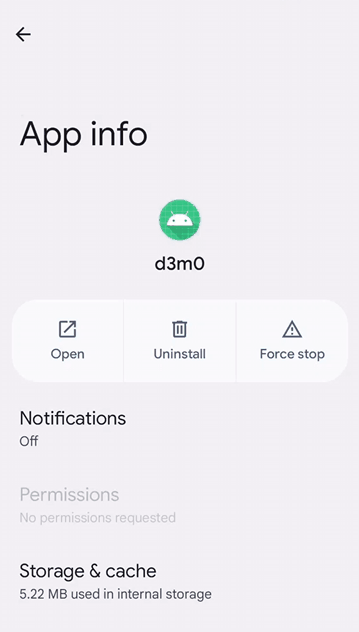 App info
d3m0
Open
Uninstall
Force stop
Notifications
Off
Permissions
No permissions requested
Storage & cache
5.22 MB used in internal storage